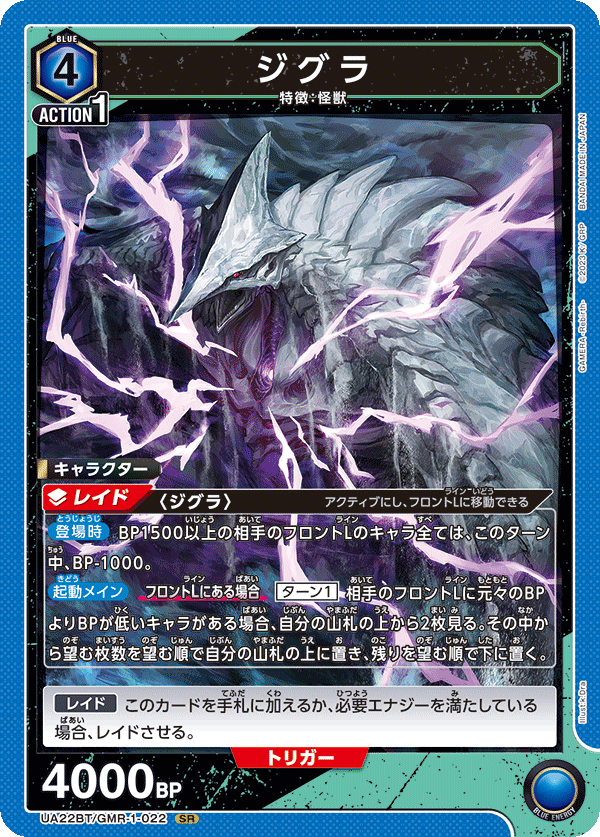 BLUE
4
ACTION 1
ジグラ
特徴:怪獣
GAMERA -Rebirth- ©2023 K/ GRP BANDAI MADE IN JAPAN
キャラクター
レイド 〈ジグラ〉 アクティブにし、フロントLに移動できる
登場時 BP1500以上の相手のフロントLのキャラ全ては、このターン
中、BP-1000。
起動メイン フロントLにある場合 ターン1 相手のフロントLに元々のBP
よりBPが低いキャラがある場合、自分の山札の上から2枚見る。その中か
ら望む枚数を望む順で自分の山札の上に置き、残りを望む順で下に置く。
Illust:k Dra
レイド このカードを手札に加えるか、必要エナジーを満たしている
場合、レイドさせる。
トリガー
4000BP
UA22BT/GMR-1-022 SR
BLUE ENERGY